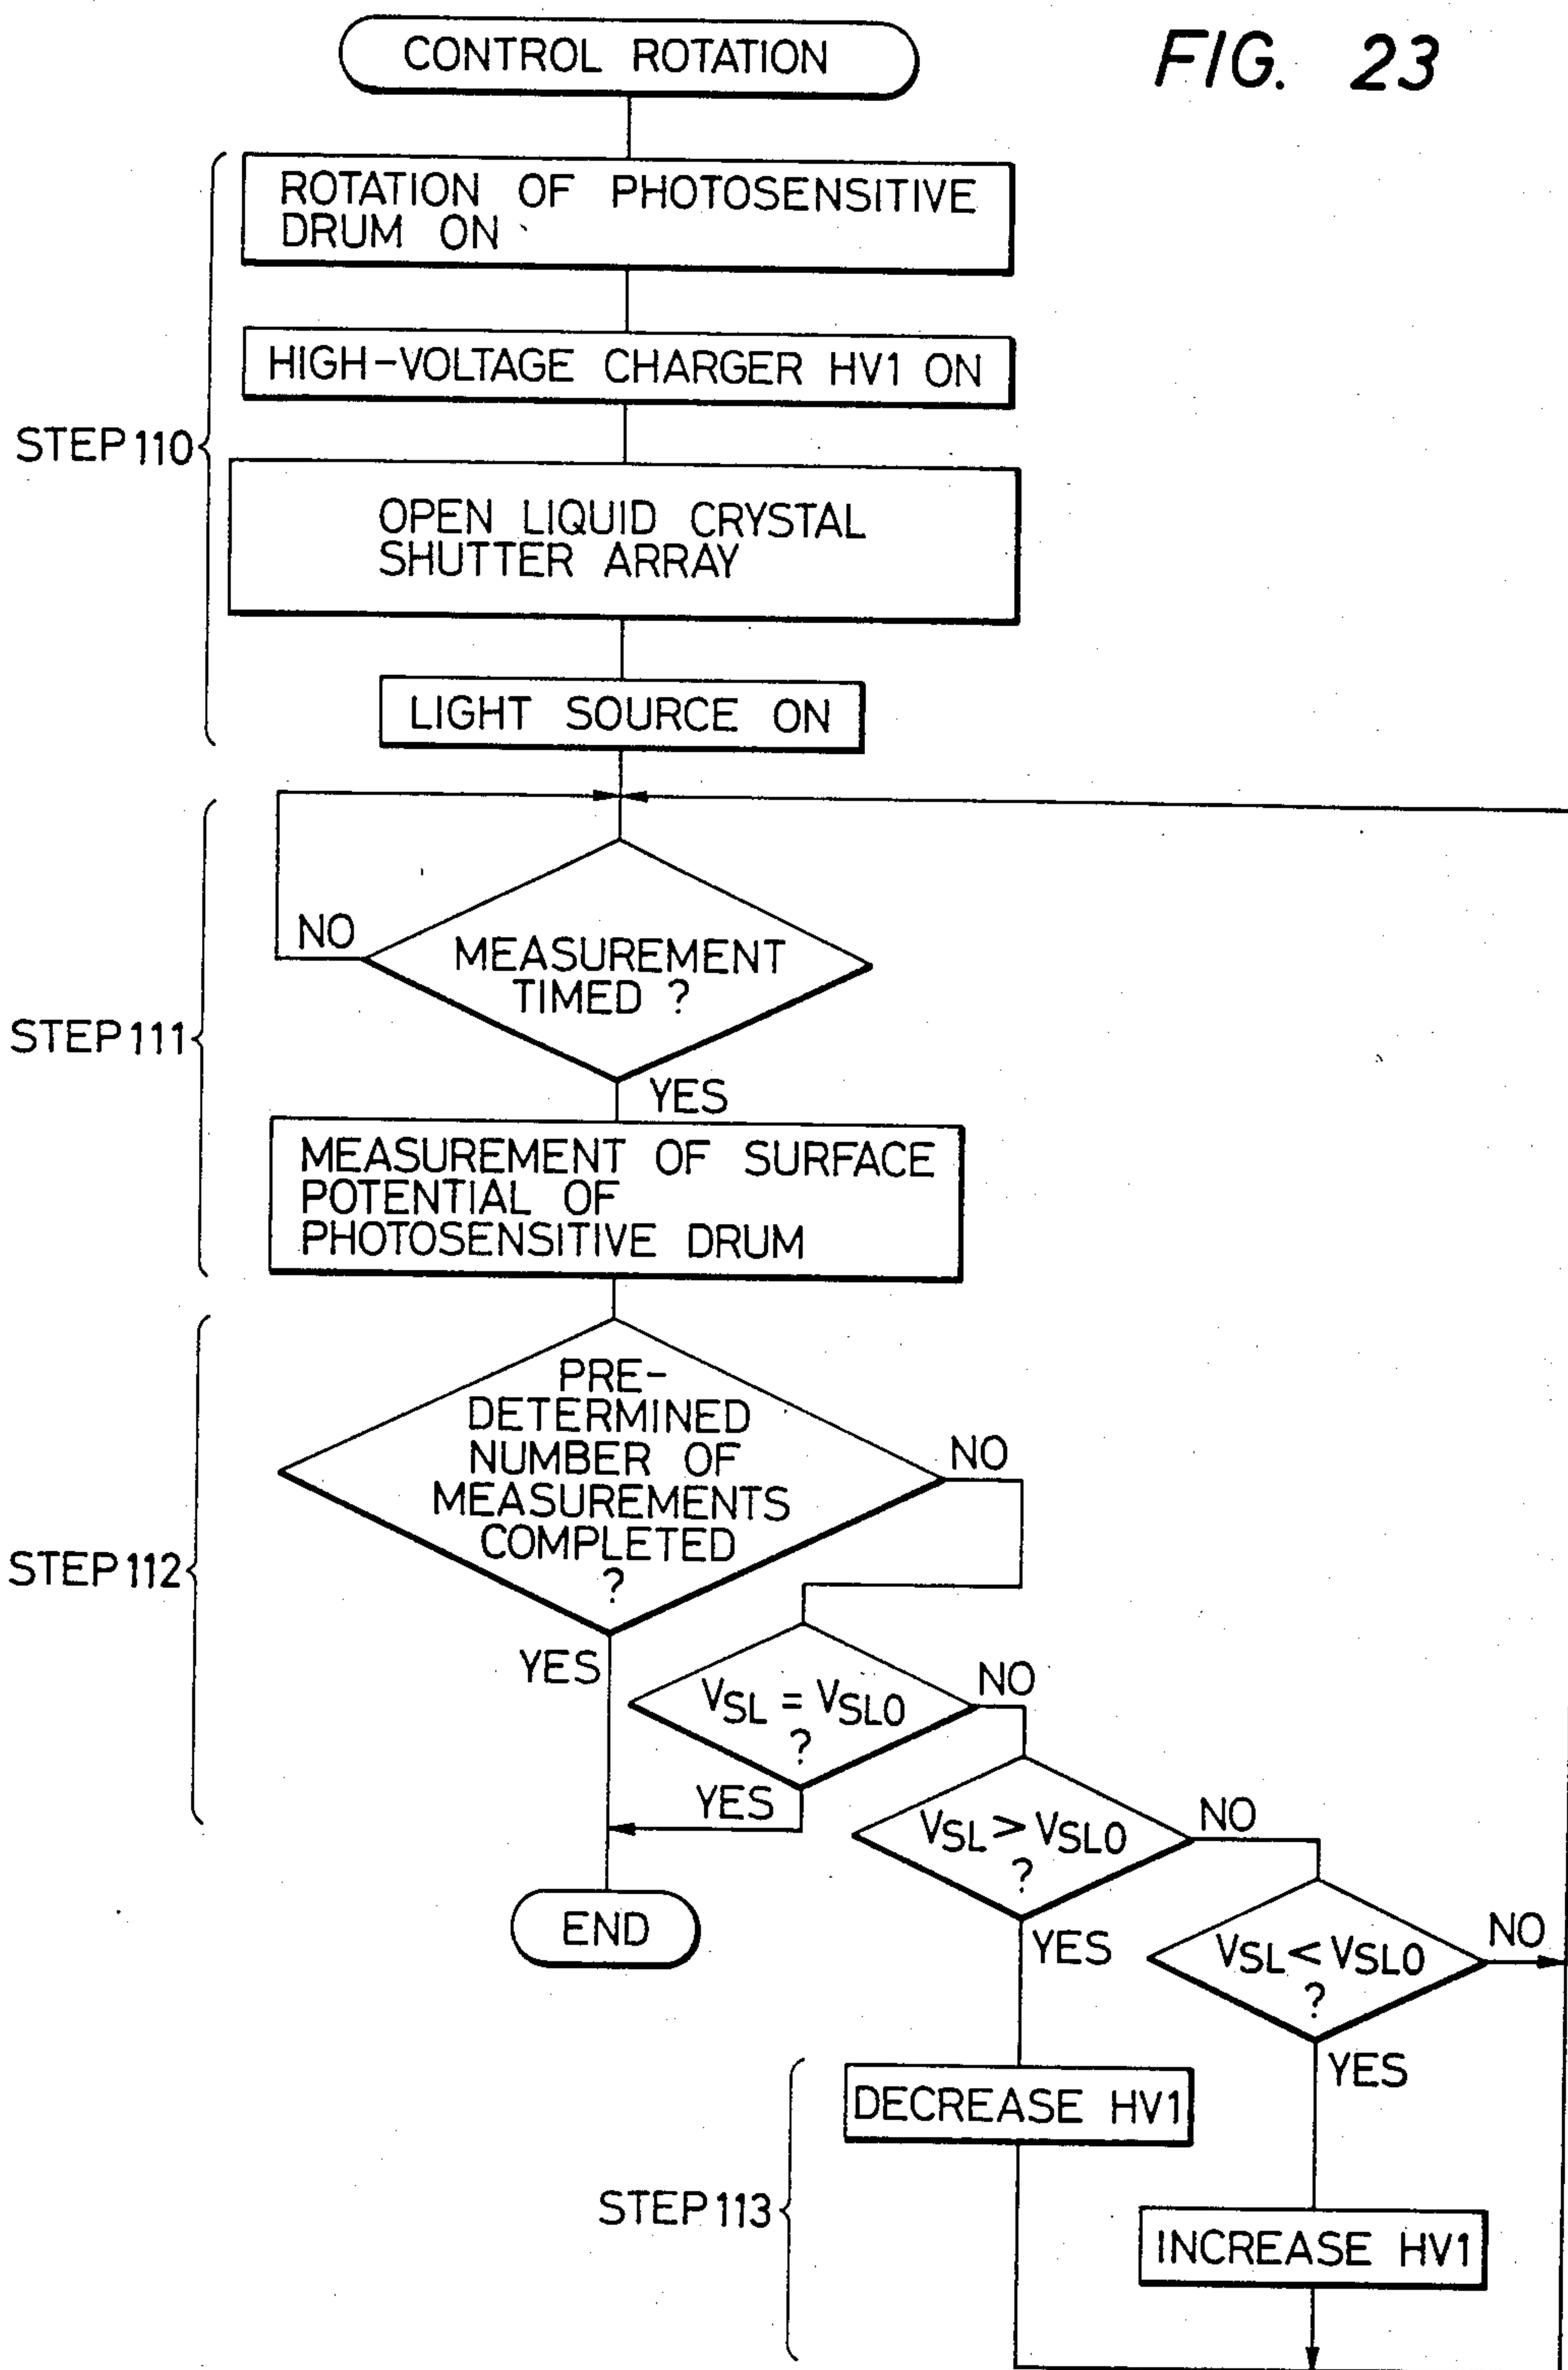 CONTROL ROTATION
FIG. 23
ROTATION OF PHOTOSENSITIVE
DRUM ON
HIGH-VOLTAGE CHARGER HV1 ON
STEP 110
OPEN LIQUID CRYSTAL
SHUTTER ARRAY
LIGHT SOURCE ON
NO
MEASUREMENT
TIMED ?
STEP 111
YES
MEASUREMENT OF SURFACE
POTENTIAL OF
PHOTOSENSITIVE DRUM
PRE-
DETERMINED
NUMBER OF
MEASUREMENTS
COMPLETED
?
NO
STEP 112
YES
VSL = VSLO
?
NO
YES
VSL > VSLO
?
NO
END
YES
VSL < VSLO
?
NO
YES
DECREASE HV1
STEP 113
INCREASE HV1